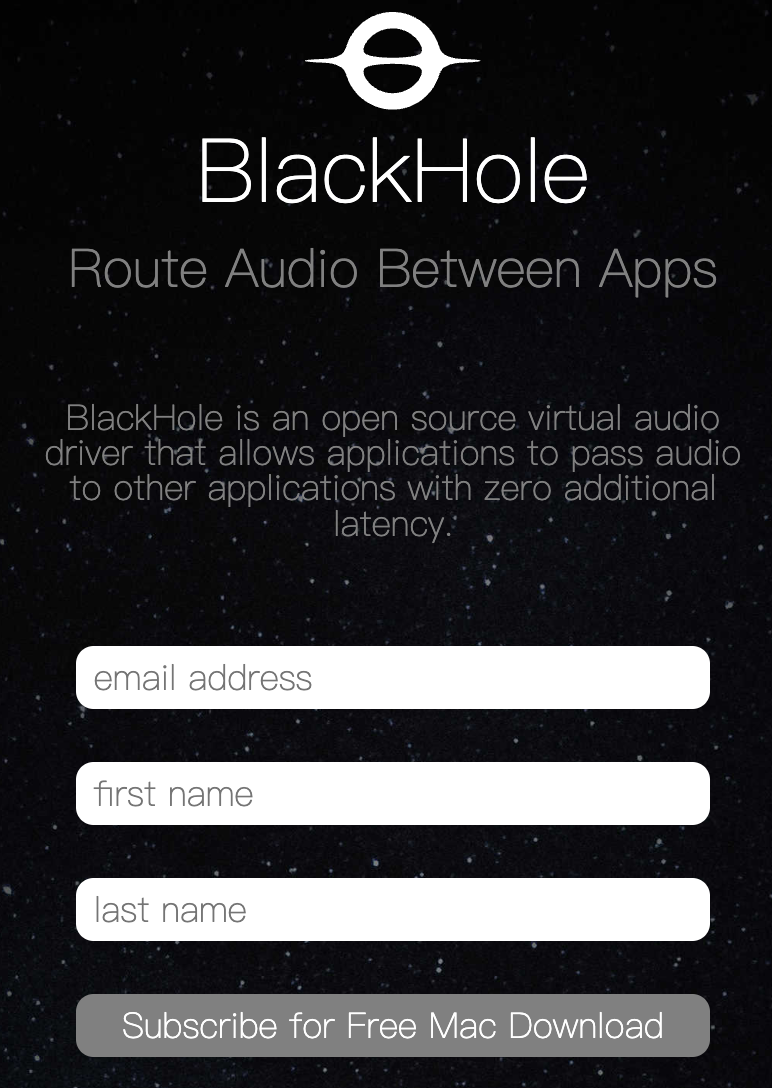 BlackHole
Route Audio Between Apps
BlackHole is an open source virtual audio
driver that allows applications to pass audio
to other applications with zero additional
latency.
email address
first name
last name
Subscribe for Free Mac Download